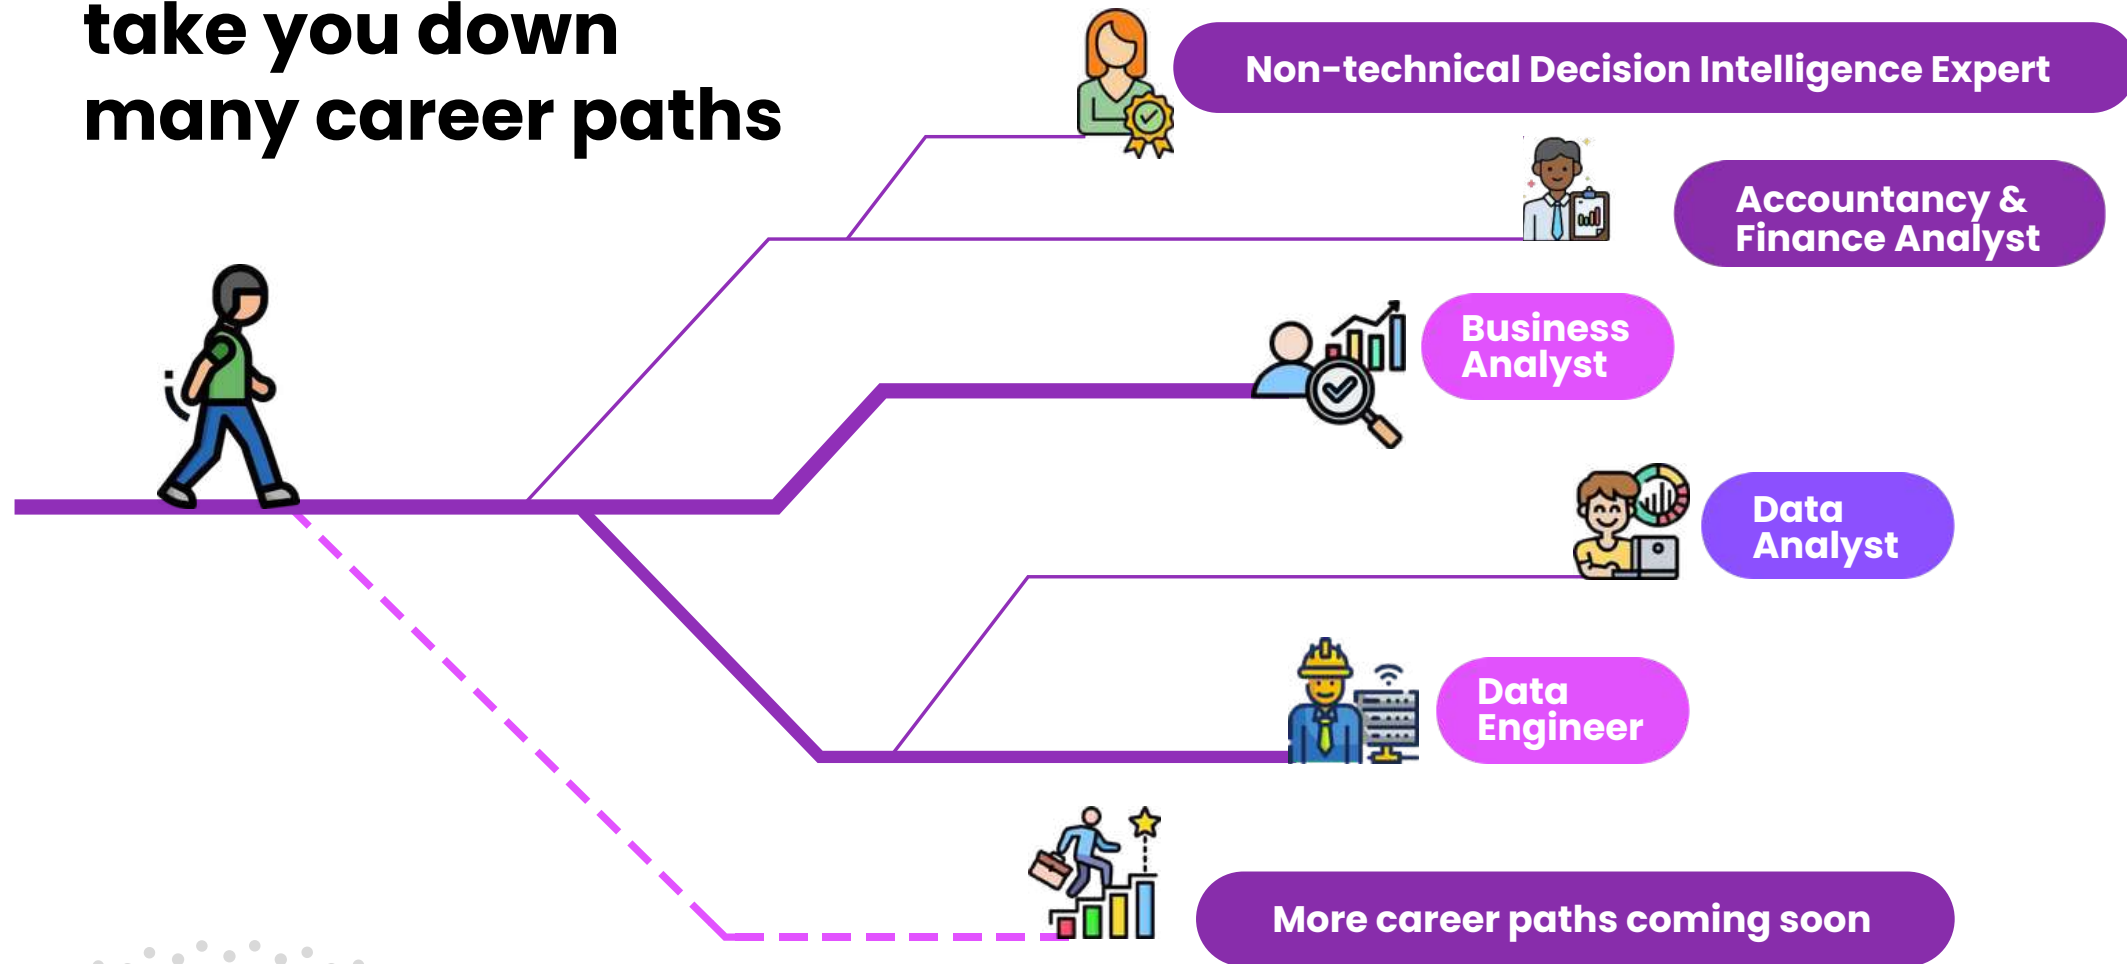 take you down
many career paths
Non-technical Decision Intelligence Expert
Accountancy &
Finance Analyst
Business
Analyst
Data
Analyst
Data
Engineer
More career paths coming soon